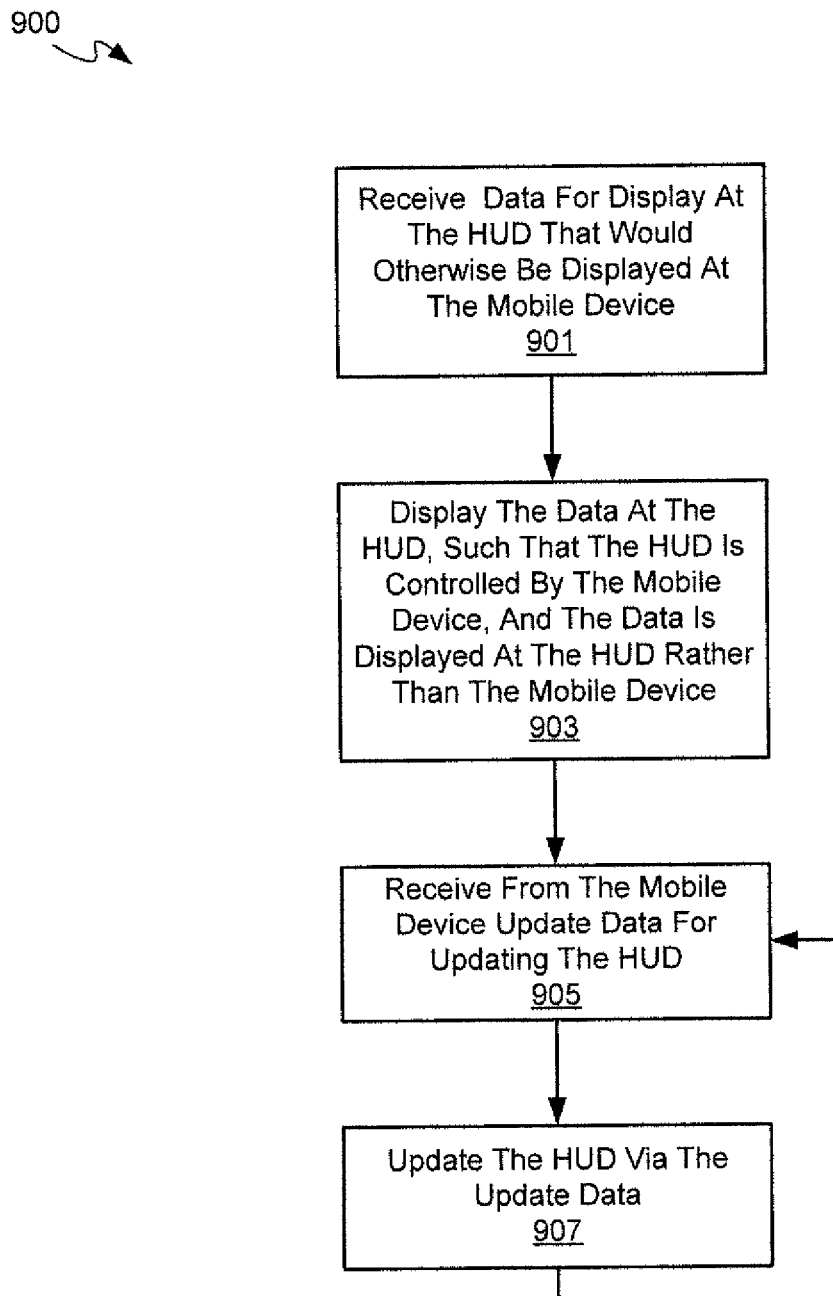 900
Receive Data For Display At
The HUD That Would
Otherwise Be Displayed At
The Mobile Device
901
Display The Data At The
HUD, Such That The HUD Is
Controlled By The Mobile
Device, And The Data Is
Displayed At The HUD Rather
Than The Mobile Device
903
Receive From The Mobile
Device Update Data For
Updating The HUD
905
Update The HUD Via The
Update Data
907